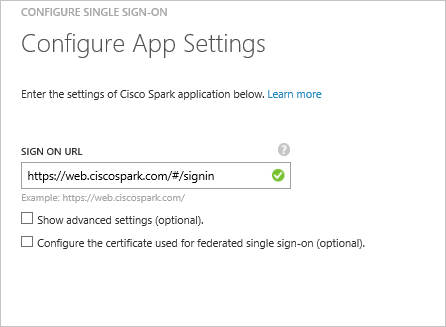 CONFIGURE SINGLE SIGN-ON
Configure App Settings
Enter the settings of Cisco Spark application below. Learn more
SIGN ON URL
?
https://web.ciscospark.com/#/signin
Example: https://web.ciscospark.com/
Show advanced settings (optional).
Configure the certificate used for federated single sign-on (optional).